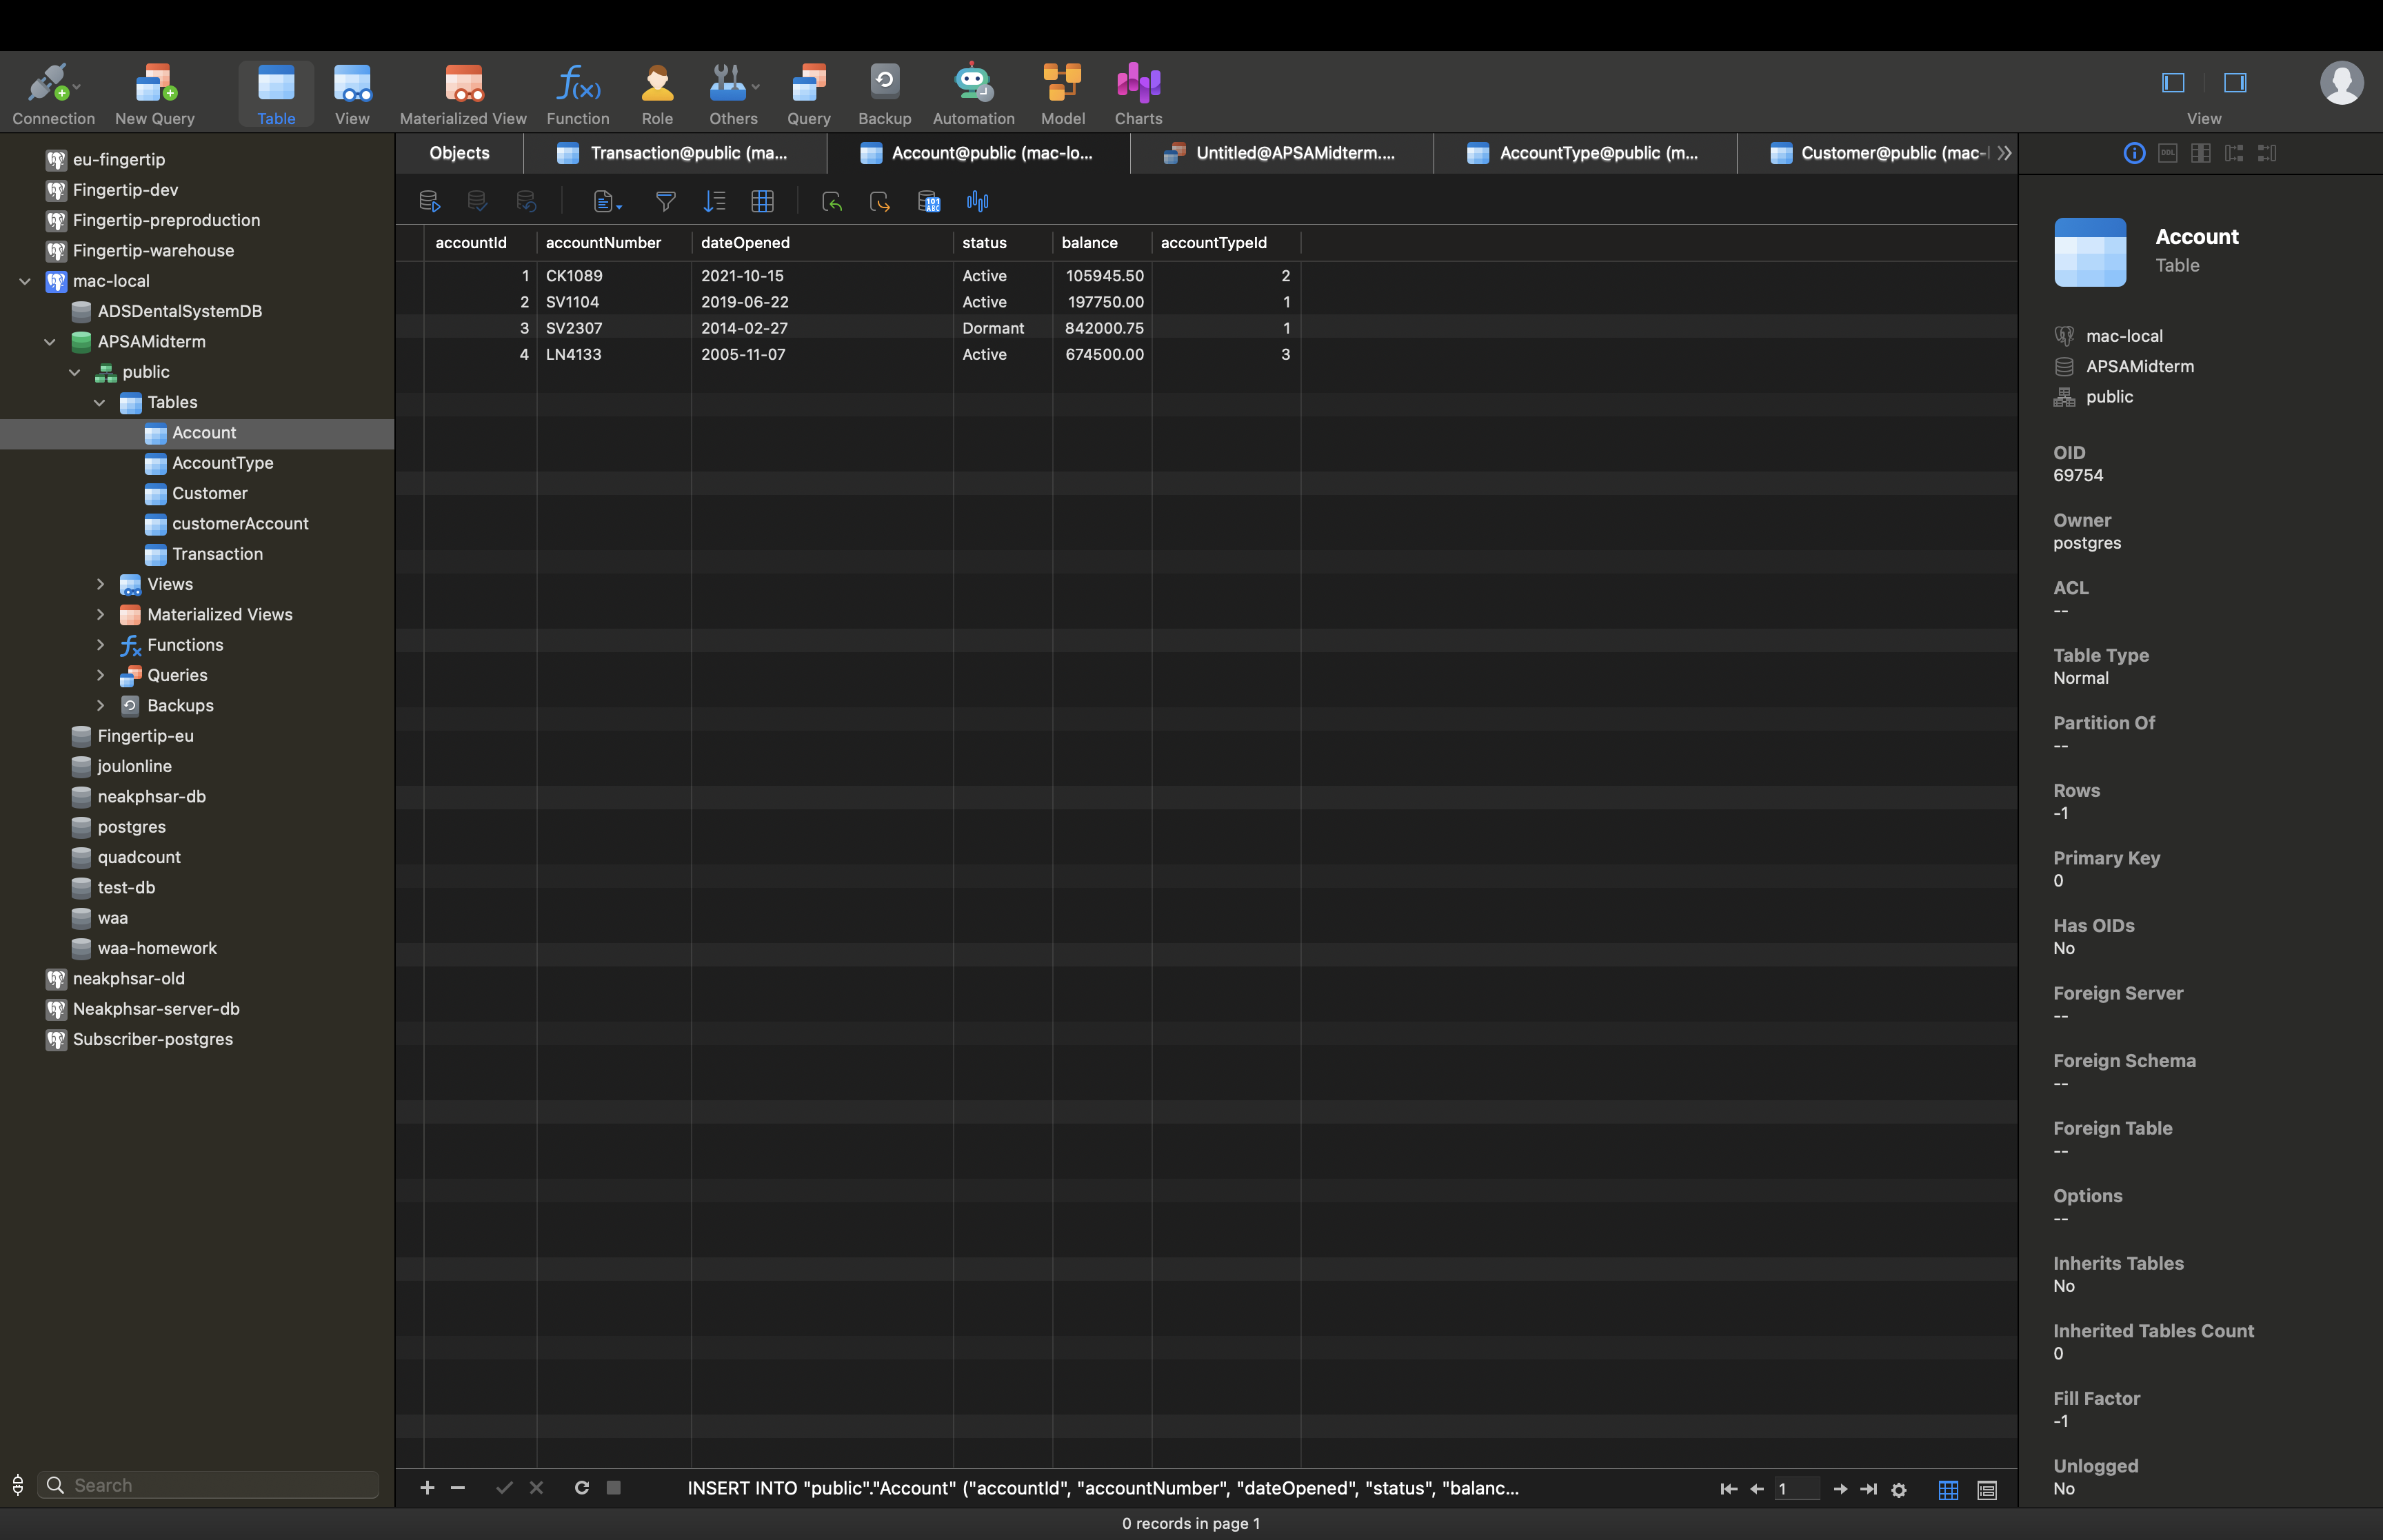 Connection
New Query
Table
View
Materialized View
Function
Role
Others
Query
Backup
Automation
Model
Charts
View
eu-fingertip
Fingertip-dev
Fingertip-preproduction
Fingertip-warehouse
mac-local
ADSDentalSystemDB
APSAMidterm
public
Tables
Account
AccountType
Customer
customerAccount
Transaction
Views
Materialized Views
Functions
Queries
Backups
Fingertip-eu
joulonline
neakphsar-db
postgres
quadcount
test-db
waa
waa-homework
neakphsar-old
Neakphsar-server-db
Subscriber-postgres
Search
Objects
Transaction@public (ma...
Account@public (mac-lo...
Untitled@APSAMidterm....
AccountType@public (m...
Customer@public (mac-
accountId accountNumber dateOpened status balance accountTypeId
1 CK1089 2021-10-15 Active 105945.50 2
2 SV1104 2019-06-22 Active 197750.00 1
3 SV2307 2014-02-27 Dormant 842000.75 1
4 LN4133 2005-11-07 Active 674500.00 3
INSERT INTO "public"."Account" ("accountId", "accountNumber", "dateOpened", "status", "balanc...
1
0 records in page 1
DDL
Account
Table
mac-local
APSAMidterm
public
OID
69754
Owner
postgres
ACL
--
Table Type
Normal
Partition Of
--
Rows
-1
Primary Key
0
Has OIDs
No
Foreign Server
--
Foreign Schema
--
Foreign Table
--
Options
--
Inherits Tables
No
Inherited Tables Count
0
Fill Factor
-1
Unlogged
No